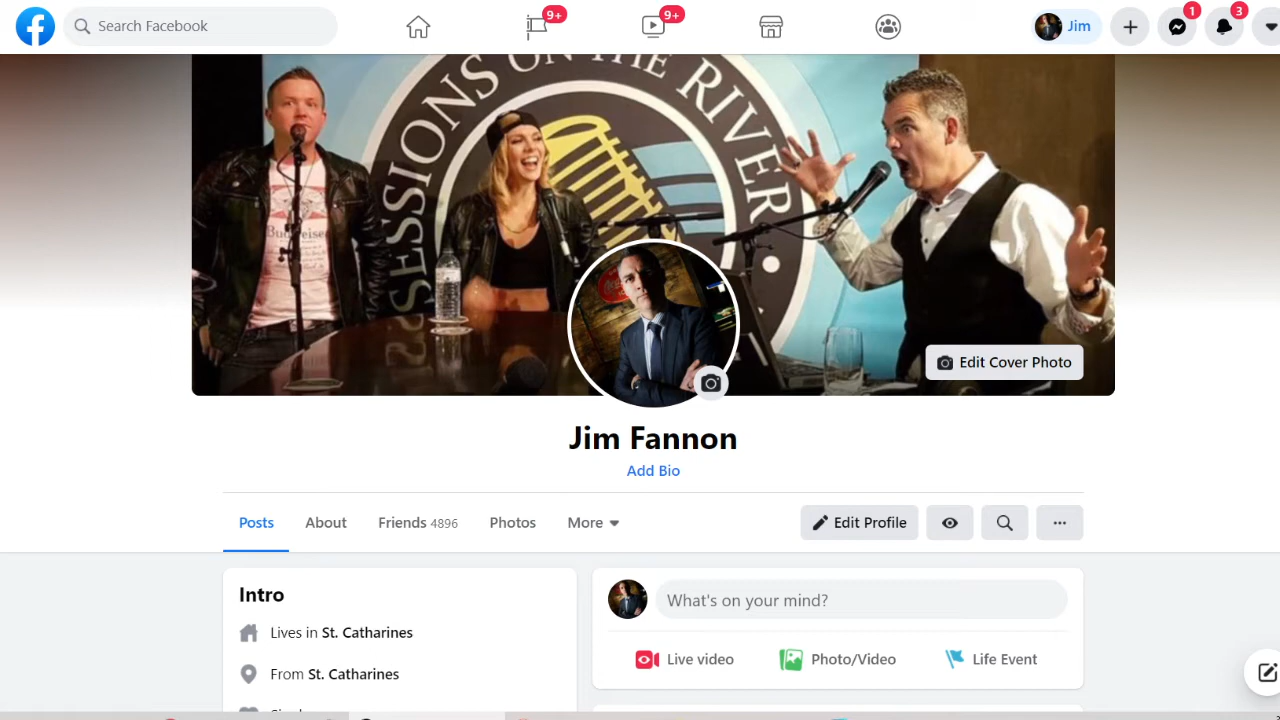 Search Facebook
9+
9+
Jim
1
3
SESSIONS ON THE RIVER
Budweiser
Edit Cover Photo
Jim Fannon
Add Bio
Posts
About
Friends 4896
Photos
More
Edit Profile
Intro
Lives in St. Catharines
From St. Catharines
What's on your mind?
Live video
Photo/Video
Life Event